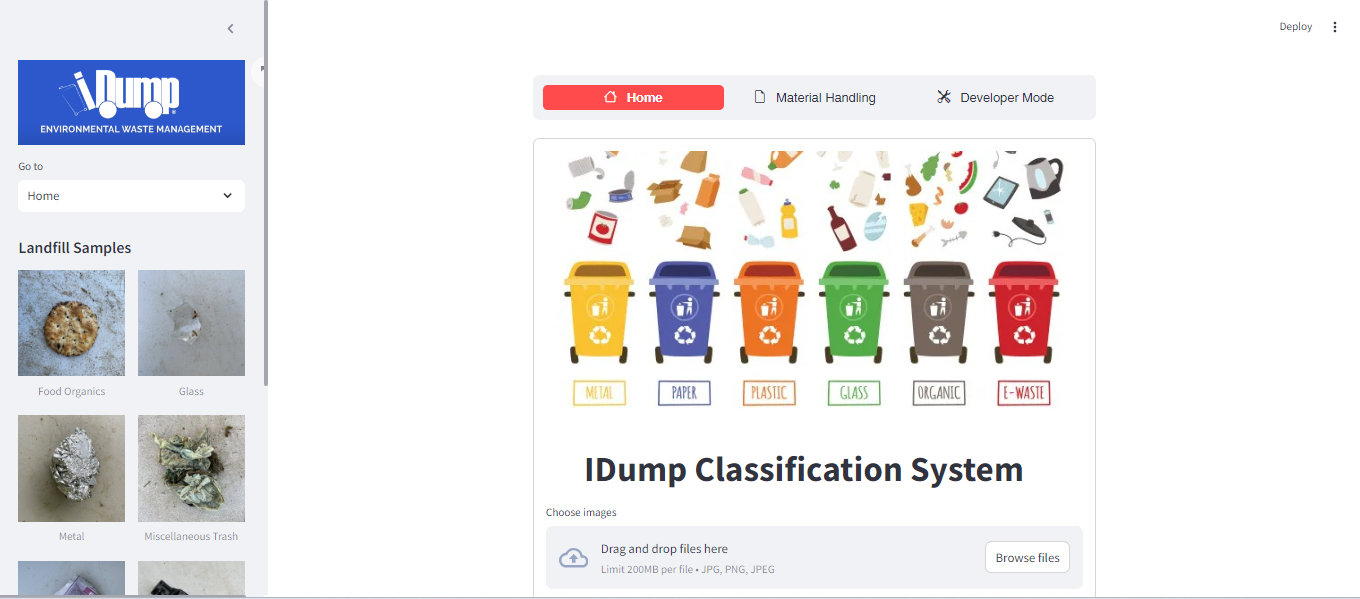 Deploy
iDump
ENVIRONMENTAL WASTE MANAGEMENT
Go to
Home
Landfill Samples
Food Organics
Glass
Metal
Miscellaneous Trash
Home
Material Handling
Developer Mode
METAL
PAPER
PLASTIC
GLASS
ORGANIC
E-WASTE
IDump Classification System
Choose images
Drag and drop files here
Limit 200MB per file • JPG, PNG, JPEG
Browse files